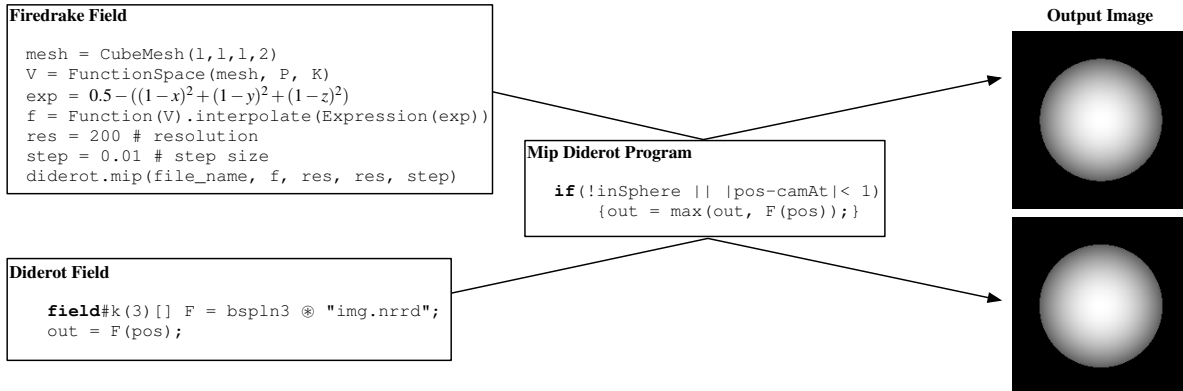 Firedrake Field
mesh = CubeMesh(1,1,1,2)
V = FunctionSpace(mesh, P, K)
exp = 0.5−((1−x)²+(1−y)²+(1−z)²)
f = Function(V).interpolate(Expression(exp))
res = 200 # resolution
step = 0.01 # step size
diderot.mip(file_name, f, res, res, step)
Diderot Field
field#k(3)[] F = bspln3 ⊛ "img.nrrd";
out = F(pos);
Mip Diderot Program
if(!inSphere || |pos-camAt|< 1)
{out = max(out, F(pos));}
Output Image